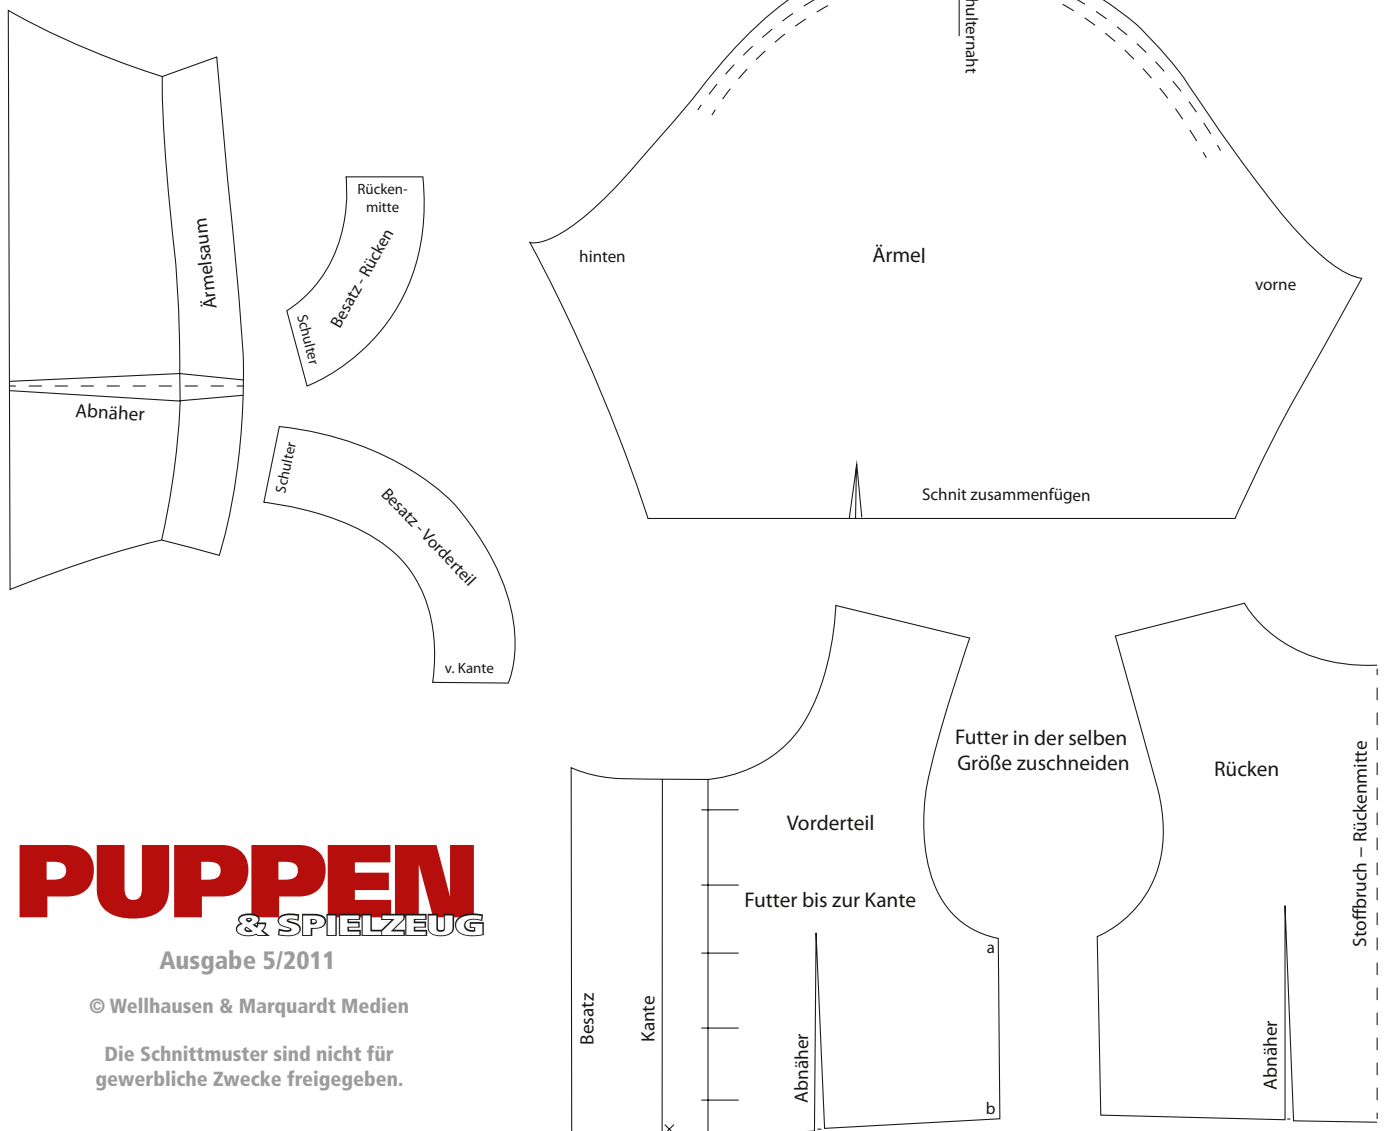 hulternaht
Ärmelsaum
Rücken-
mitte
Besatz - Rücken
Schulter
hinten
Ärmel
vorne
Abnäher
Schulter
Besatz - Vorderteil
v. Kante
Schnit zusammenfügen
Futter in der selben
Größe zuschneiden
Rücken
Stoffbruch – Rückenmitte
Vorderteil
Futter bis zur Kante
a
Besatz
Kante
Abnäher
b
Abnäher
PUPPEN
& SPIELZEUG
Ausgabe 5/2011
© Wellhausen & Marquardt Medien
Die Schnittmuster sind nicht für
gewerbliche Zwecke freigegeben.